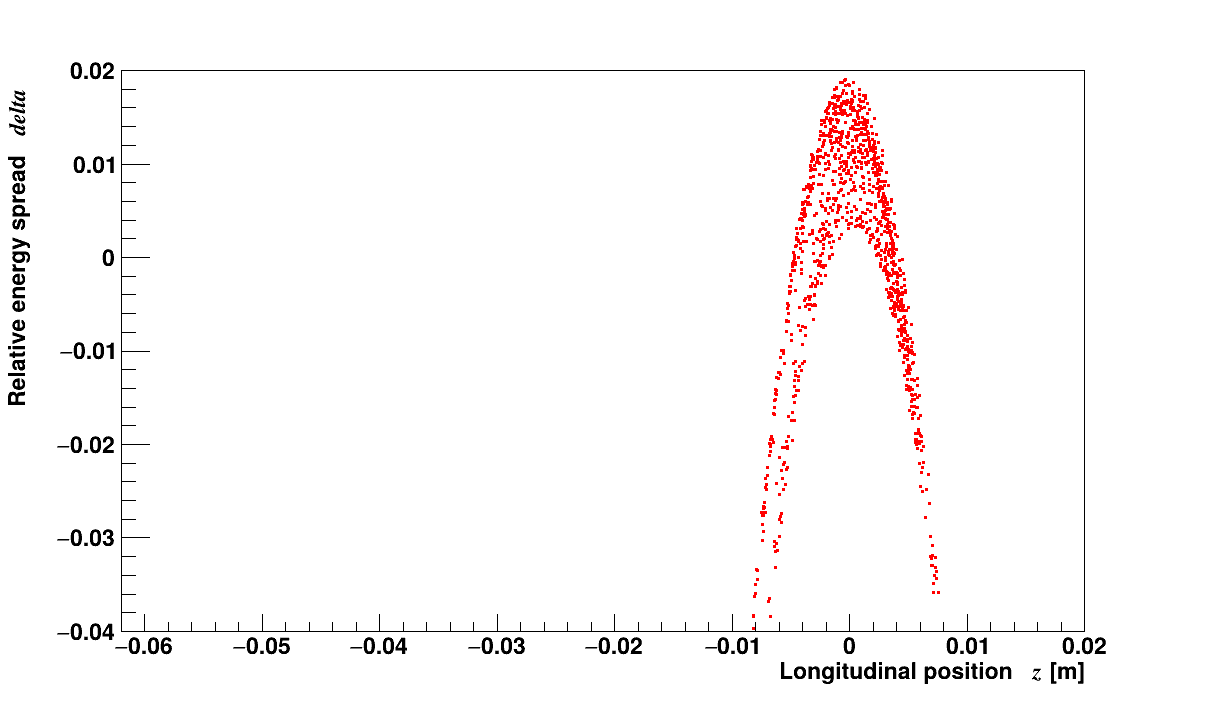 Relative energy spread delta
0.02
0.01
0
−0.01
−0.02
−0.03
−0.04
−0.06 −0.05 −0.04 −0.03 −0.02 −0.01 0 0.01 0.02
Longitudinal position z [m]